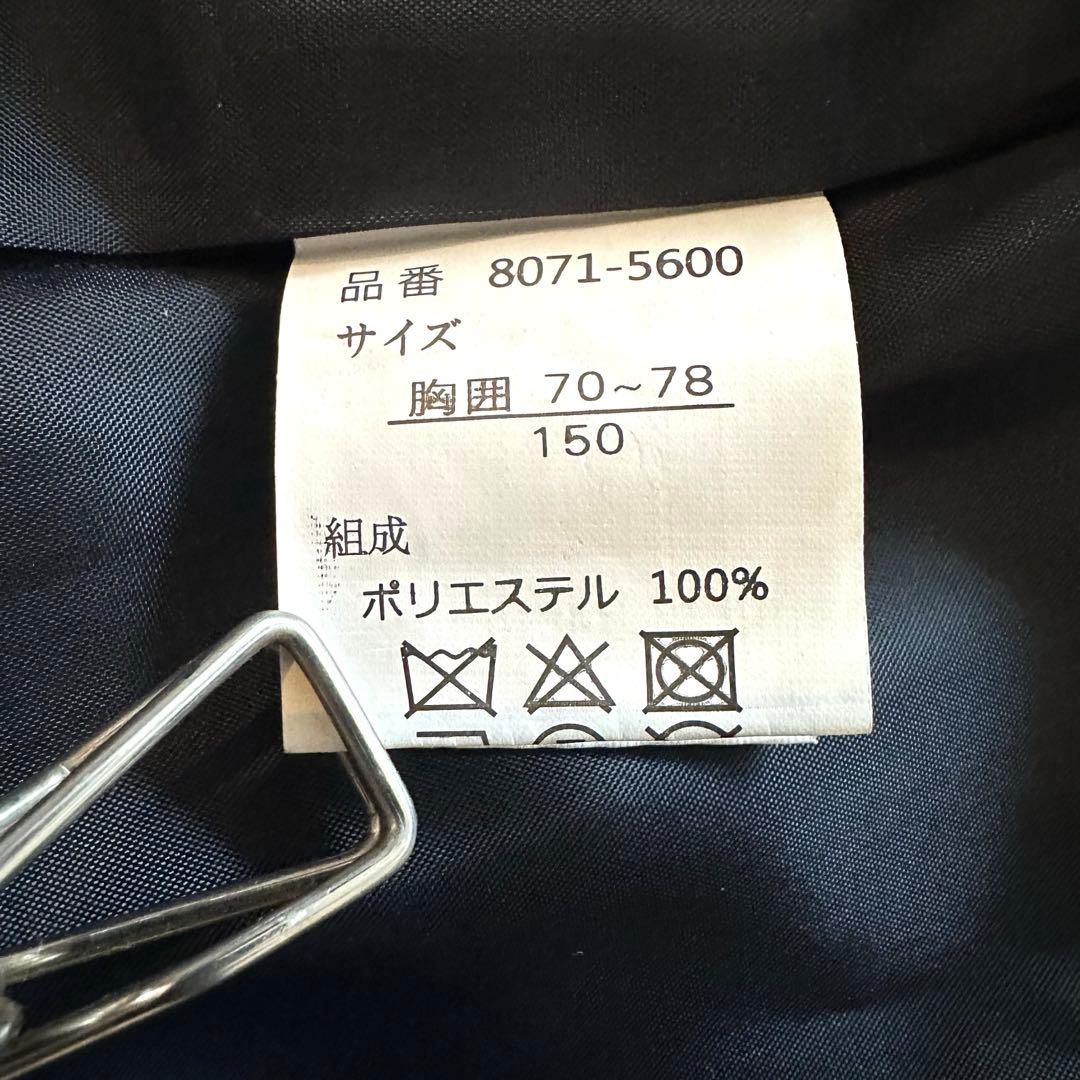 品番 8071-5600
サイズ
胸囲 70~78
150
組成
ポリエステル 100%